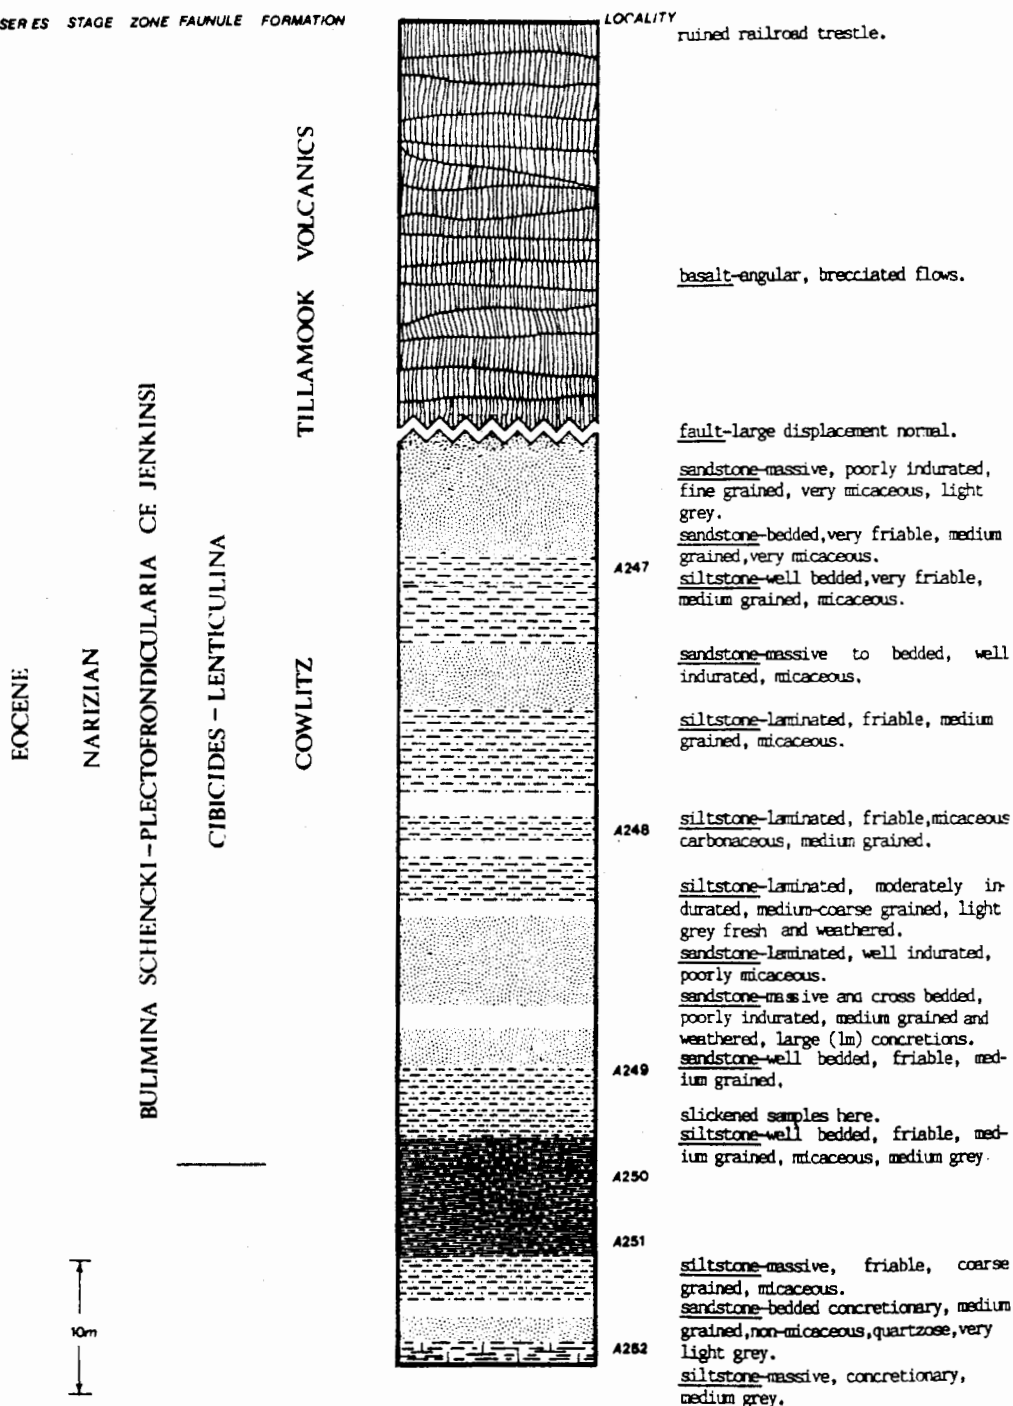 SERIES STAGE ZONE FAUNULE FORMATION LOCALITY
ruined railroad trestle.
TILLAMOOK VOLCANICS
basalt-angular, brecciated flows.
fault-large displacement normal.
sandstone-massive, poorly indurated,
fine grained, very micaceous, light
grey.
sandstone-bedded,very friable, medium
grained,very micaceous.
A247
siltstone-well bedded,very friable,
medium grained, micaceous.
EOCENE
NARIZIAN
BULIMINA SCHENCKI-PLECTOFRONDICULARIA CF JENKINSI
CIBICIDES-LENTICULINA
COWLITZ
sandstone-massive to bedded, well
indurated, micaceous.
siltstone-laminated, friable, medium
grained, micaceous.
A248
siltstone-laminated, friable,micaceous
carbonaceous, medium grained.
siltstone-laminated, moderately in-
durated, medium-coarse grained, light
grey fresh and weathered.
sandstone-laminated, well indurated,
poorly micaceous.
sandstone-massive and cross bedded,
poorly indurated, medium grained and
weathered, large (1m) concretions.
A249
sandstone-well bedded, friable, med-
ium grained,
slickened samples here.
siltstone-well bedded, friable, med-
ium grained, micaceous, medium grey.
A250
A251
siltstone-massive, friable, coarse
grained, micaceous.
sandstone-bedded concretionary, medium
grained,non-micaceous,quartzose,very
light grey.
10m
A252
siltstone-massive, concretionary,
medium grey.